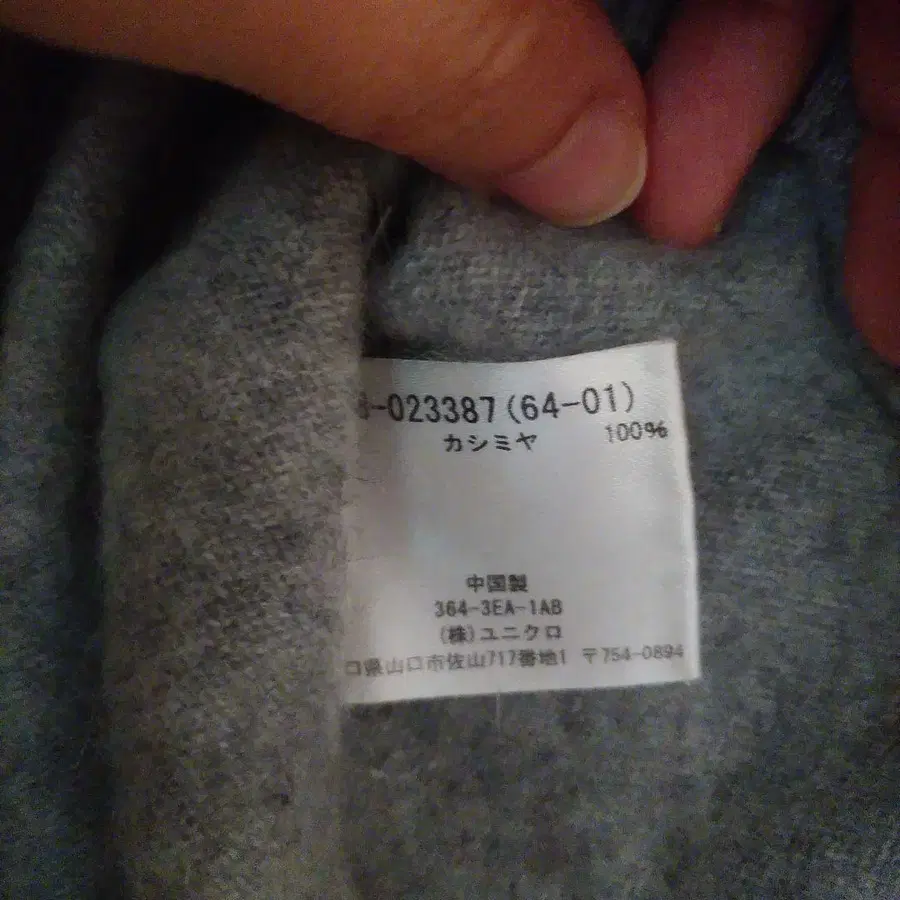 -023387(64-01)
カシミヤ 100%
中国製
364-3EA-1AB
(株)ユニクロ
口県山口市佐山717番地1 〒754-0894